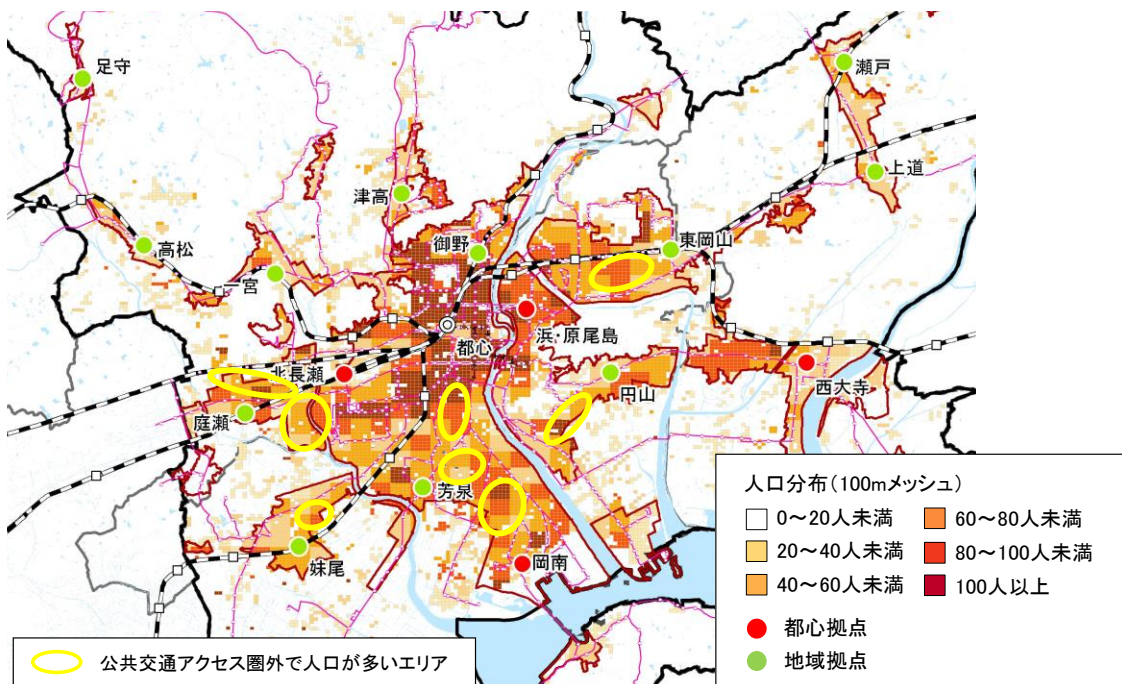 足守
瀬戸
上道
津高
御野
東岡山
高松
一宮
浜・原尾島
都心
北長瀬
円山
西大寺
庭瀬
芳泉
妹尾
岡南
人口分布(100mメッシュ)
0～20人未満 60～80人未満
20～40人未満 80～100人未満
40～60人未満 100人以上
都心拠点
地域拠点
公共交通アクセス圏外で人口が多いエリア